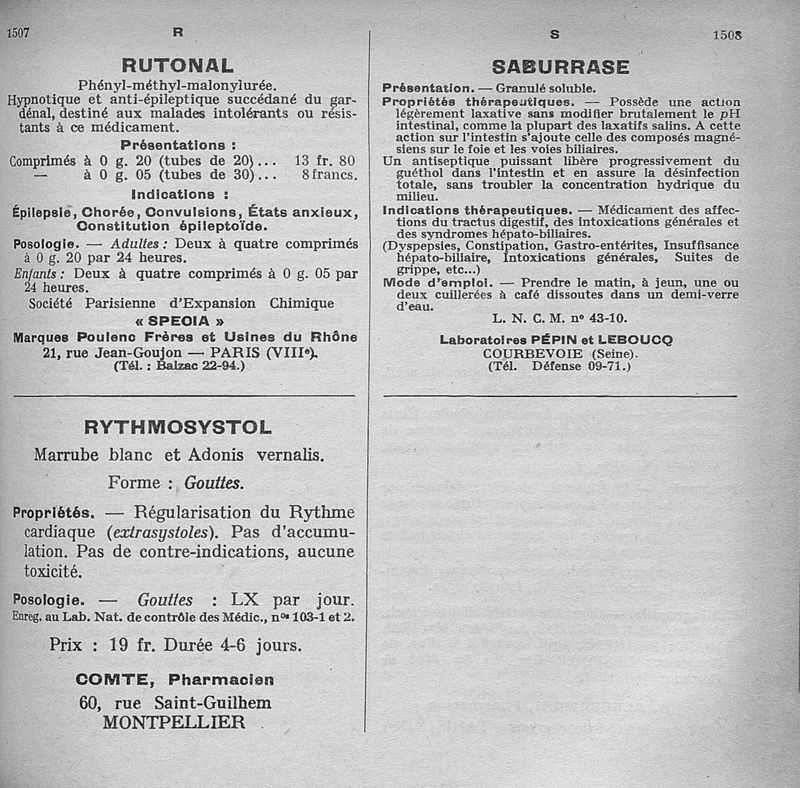 1507
R
RUTONAL
Phényl-méthyl-malonylurée.
Hypnotique et anti-épileptique succédané du gar-
dénal, destiné aux malades intolérants ou résis-
tants à ce médicament.
Présentations :
Comprimés à 0 g. 20 (tubes de 20)... 13 fr. 80
— à 0 g. 05 (tubes de 30)... 8 francs.
Indications :
Épilepsie, Chorée, Convulsions, États anxieux,
Constitution épileptoïde.
Posologie. — Adultes : Deux à quatre comprimés
à 0 g. 20 par 24 heures.
Enfants : Deux à quatre comprimés à 0 g. 05 par
24 heures.
Société Parisienne d'Expansion Chimique
« SPECIA »
Marques Poulenc Frères et Usines du Rhône
21, rue Jean-Goujon — PARIS (VIIIe).
(Tél. : Balzac 22-94.)
RYTHMOSYSTOL
Marrube blanc et Adonis vernalis.
Forme : Gouttes.
Propriétés. — Régularisation du Rythme
cardiaque (extrasystoles). Pas d'accumu-
lation. Pas de contre-indications, aucune
toxicité.
Posologie. — Gouttes : LX par jour.
Enreg. au Lab. Nat. de contrôle des Médic., nos 103-1 et 2.
Prix : 19 fr. Durée 4-6 jours.
COMTE, Pharmacien
60, rue Saint-Guilhem
MONTPELLIER
S
1508
SABURRASE
Présentation. — Granulé soluble.
Propriétés thérapeutiques. — Possède une action
légèrement laxative sans modifier brutalement le pH
intestinal, comme la plupart des laxatifs salins. A cette
action sur l'intestin s'ajoute celle des composés magné-
siens sur le foie et les voies biliaires.
Un antiseptique puissant libère progressivement du
guéthol dans l'intestin et en assure la désinfection
totale, sans troubler la concentration hydrique du
milieu.
Indications thérapeutiques. — Médicament des affec-
tions du tractus digestif, des intoxications générales et
des syndromes hépato-biliaires.
(Dyspepsies, Constipation, Gastro-entérites, Insuffisance
hépato-biliaire, Intoxications générales, Suites de
grippe, etc...)
Mode d'emploi. — Prendre le matin, à jeun, une ou
deux cuillerées à café dissoutes dans un demi-verre
d'eau.
L. N. C. M. no 43-10.
Laboratoires PÉPIN et LEBOUCQ
COURBEVOIE (Seine).
(Tél. Défense 09-71.)